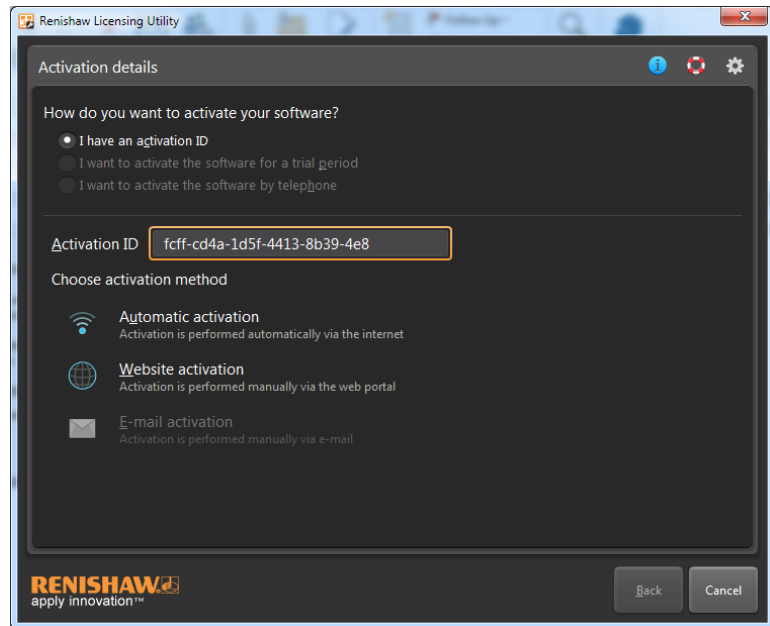 Renishaw Licensing Utility
Activation details
How do you want to activate your software?
I have an activation ID
I want to activate the software for a trial period
I want to activate the software by telephone
Activation ID fcff-cd4a-1d5f-4413-8b39-4e8
Choose activation method
Automatic activation
Activation is performed automatically via the internet
Website activation
Activation is performed manually via the web portal
E-mail activation
Activation is performed manually via e-mail
RENISHAW
apply innovation™
Back Cancel